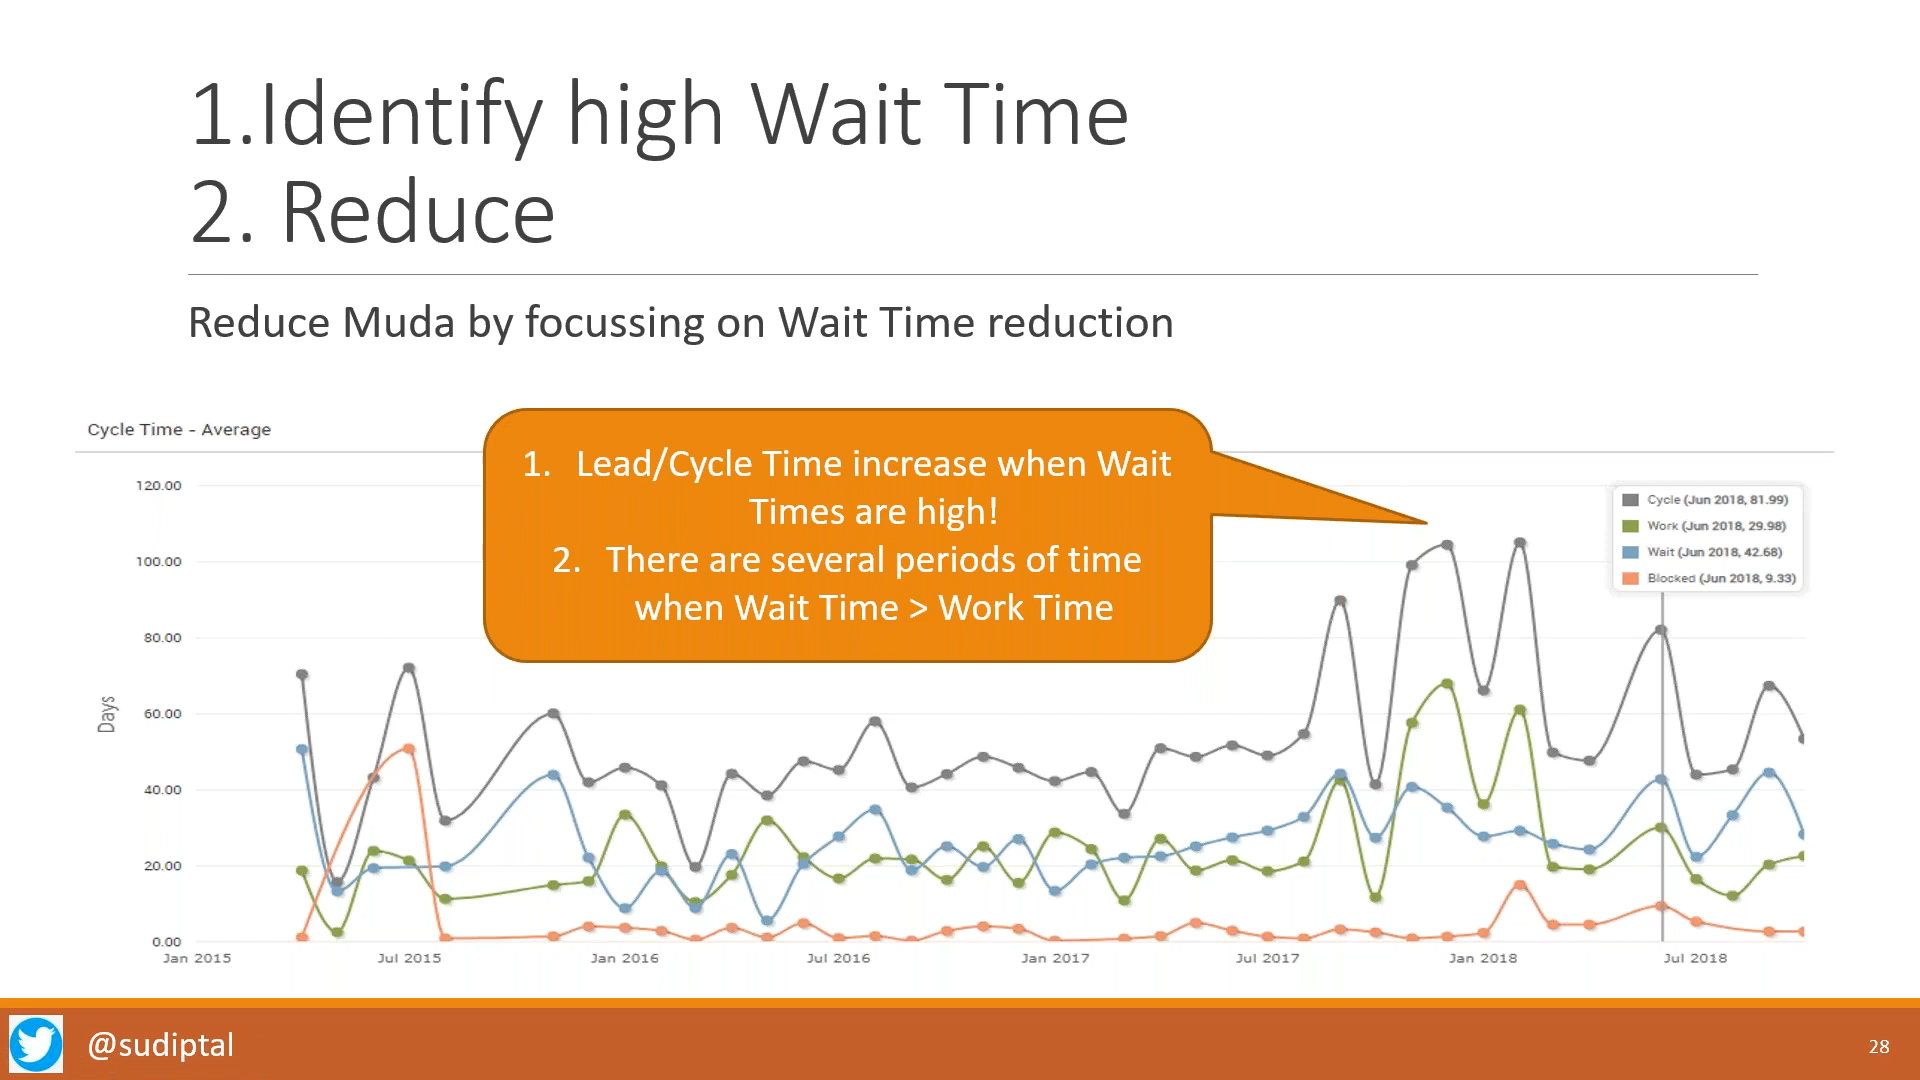 1.Identify high Wait Time
2. Reduce
Reduce Muda by focussing on Wait Time reduction
Cycle Time - Average
1. Lead/Cycle Time increase when Wait
Times are high!
2. There are several periods of time
when Wait Time > Work Time
120.00
100.00
80.00
60.00
40.00
20.00
0.00
Days
Cycle (Jun 2018, 81.99)
Work (Jun 2018, 29.98)
Wait (Jun 2018, 42.68)
Blocked (Jun 2018, 9.33)
Jan 2015
Jul 2015
Jan 2016
Jul 2016
Jan 2017
Jul 2017
Jan 2018
Jul 2018
@sudiptal
28